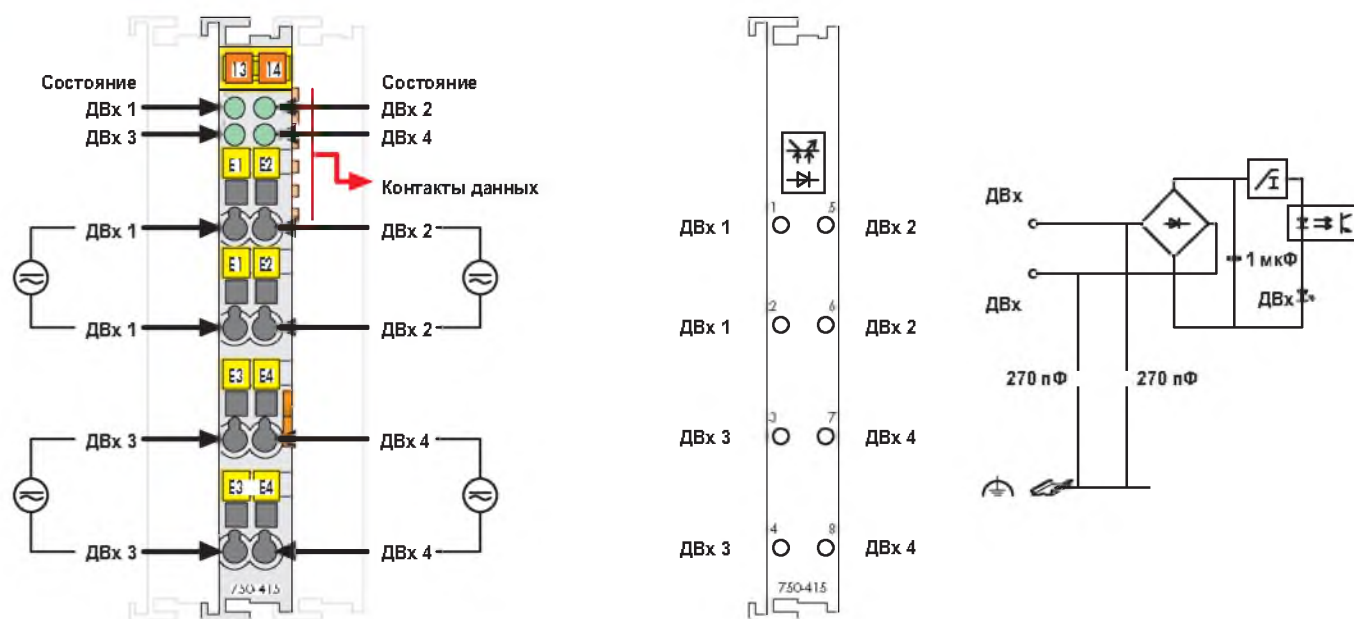 13 14
Состояние
ДВх 1
ДВх 3
Состояние
ДВх 2
ДВх 4
E1 E2
Контакты данных
ДВх 1
ДВх 2
E1 E2
ДВх 1
ДВх 2
E3 E4
ДВх 3
ДВх 4
E3 E4
ДВх 3
ДВх 4
750-415
1 5
ДВх 1
ДВх 2
2 6
ДВх 1
ДВх 2
3 7
ДВх 3
ДВх 4
4 8
ДВх 3
ДВх 4
750-415
ДВх
ДВх
1 мкФ
ДВх
270 пФ
270 пФ